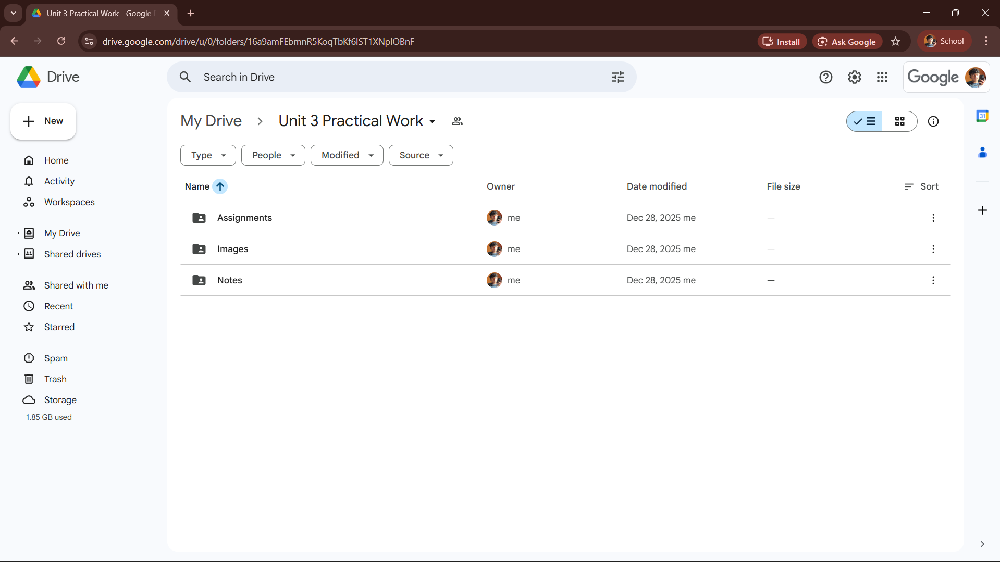 Unit 3 Practical Work - Google
drive.google.com/drive/u/0/folders/16a9amFEbmnR5KoqTbKf6lST1XNpIOBnF
Install
Ask Google
School
Drive
Search in Drive
Google
New
My Drive
Unit 3 Practical Work
31
Type
People
Modified
Source
Home
Activity
Workspaces
My Drive
Shared drives
Shared with me
Recent
Starred
Spam
Trash
Storage
1.85 GB used
Name Owner Date modified File size Sort
Assignments me Dec 28, 2025 me —
Images me Dec 28, 2025 me —
Notes me Dec 28, 2025 me —